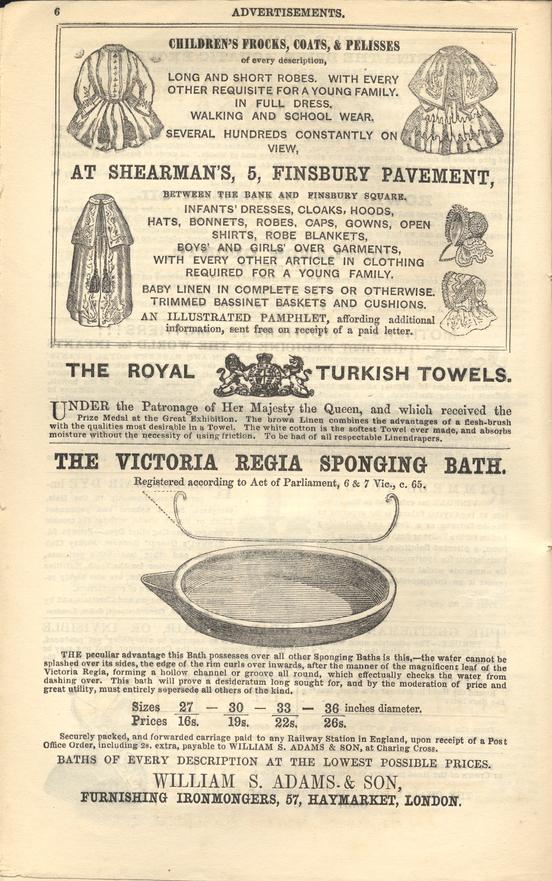 6
ADVERTISEMENTS.
CHILDREN'S FROCKS, COATS, & PELISSES
of every description,
LONG AND SHORT ROBES. WITH EVERY
OTHER REQUISITE FOR A YOUNG FAMILY.
IN FULL DRESS.
WALKING AND SCHOOL WEAR.
SEVERAL HUNDREDS CONSTANTLY ON
VIEW,
AT SHEARMAN'S, 5, FINSBURY PAVEMENT,
BETWEEN THE BANK AND FINSBURY SQUARE.
INFANTS' DRESSES, CLOAKS, HOODS,
HATS, BONNETS, ROBES, CAPS, GOWNS, OPEN
SHIRTS, ROBE BLANKETS,
BOYS' AND GIRLS' OVER GARMENTS,
WITH EVERY OTHER ARTICLE IN CLOTHING
REQUIRED FOR A YOUNG FAMILY.
BABY LINEN IN COMPLETE SETS OR OTHERWISE.
TRIMMED BASSINET BASKETS AND CUSHIONS.
AN ILLUSTRATED PAMPHLET, affording additional
information, sent free on receipt of a paid letter.
THE ROYAL TURKISH TOWELS.
UNDER the Patronage of Her Majesty the Queen, and which received the
Prize Medal at the Great Exhibition. The brown Linen combines the advantages of a flesh-brush
with the qualities most desirable in a Towel. The white cotton is the softest Towel ever made, and absorbs
moisture without the necessity of using friction. To be had of all respectable Linendrapers.
THE VICTORIA REGIA SPONGING BATH.
Registered according to Act of Parliament, 6 & 7 Vic., c. 65.
THE peculiar advantage this Bath possesses over all other Sponging Baths is this,—the water cannot be
splashed over its sides, the edge of the rim curls over inwards, after the manner of the magnificent leaf of the
Victoria Regia, forming a hollow channel or groove all round, which effectually checks the water from
dashing over. This bath will prove a desideratum long sought for, and by the moderation of price and
great utility, must entirely supersede all others of the kind.
Sizes 27 — 30 — 33 — 36 inches diameter.
Prices 16s. 19s. 22s. 26s.
Securely packed, and forwarded carriage paid to any Railway Station in England, upon receipt of a Post
Office Order, including 2s. extra, payable to WILLIAM S. ADAMS & SON, at Charing Cross.
BATHS OF EVERY DESCRIPTION AT THE LOWEST POSSIBLE PRICES.
WILLIAM S. ADAMS & SON,
FURNISHING IRONMONGERS, 57, HAYMARKET, LONDON.